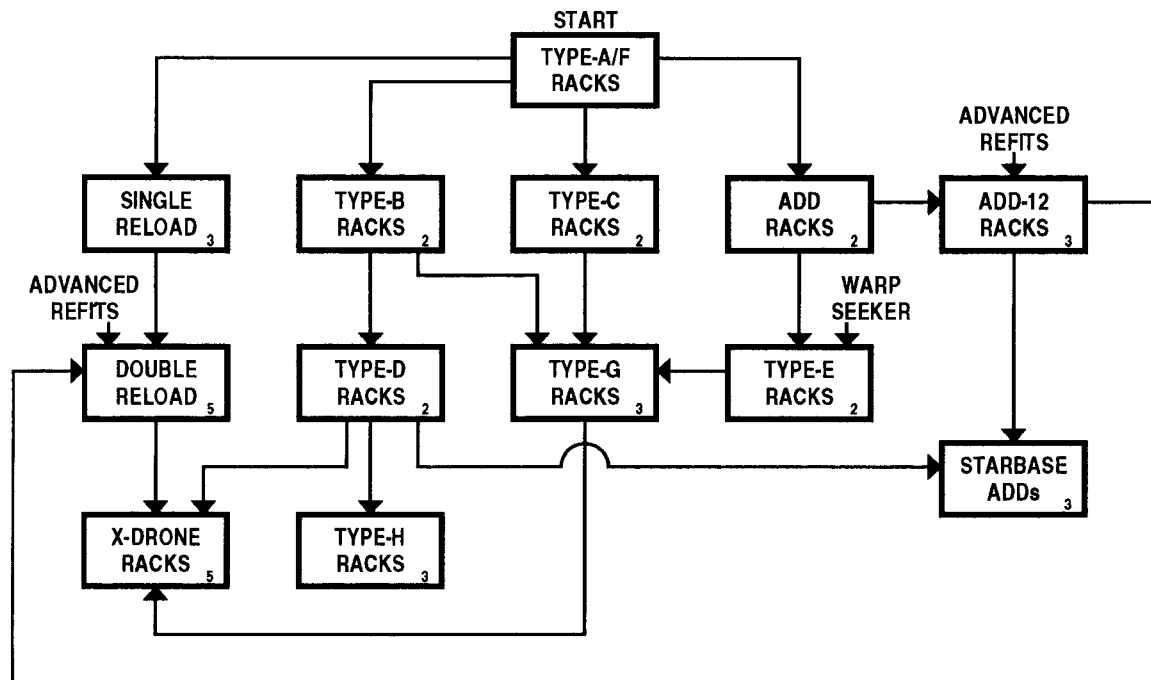 START
TYPE-A/F
RACKS
ADVANCED
REFITS
SINGLE
RELOAD
3
TYPE-B
RACKS
2
TYPE-C
RACKS
2
ADD
RACKS
2
ADD-12
RACKS
3
ADVANCED
REFITS
WARP
SEEKER
DOUBLE
RELOAD
5
TYPE-D
RACKS
2
TYPE-G
RACKS
3
TYPE-E
RACKS
2
STARBASE
ADDs
3
X-DRONE
RACKS
5
TYPE-H
RACKS
3